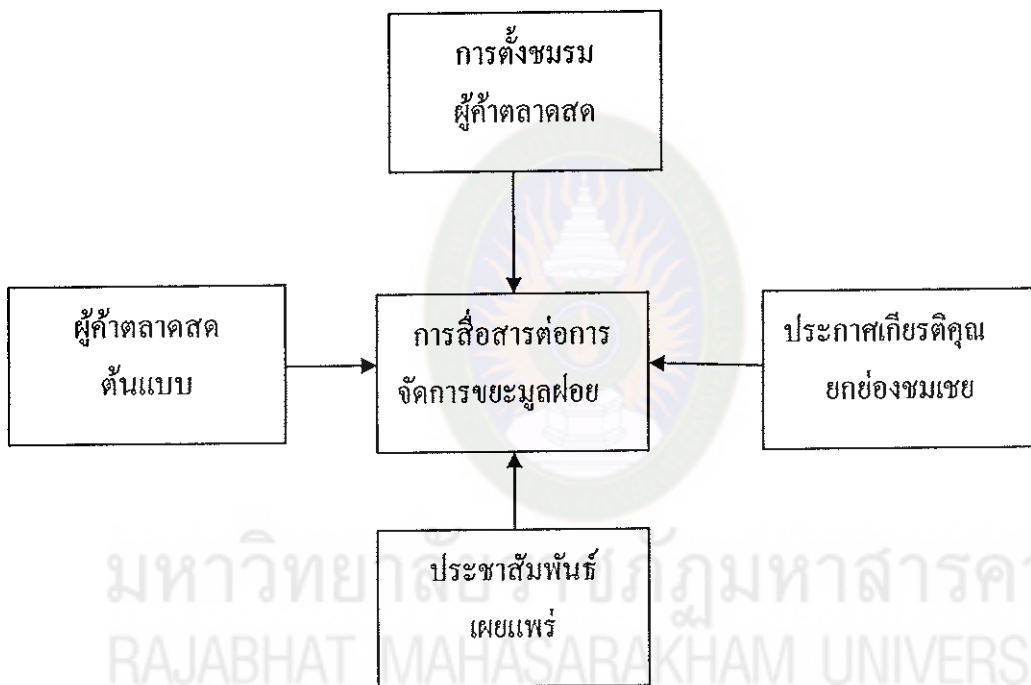 การตั้งชมรม
ผู้ค้าตลาดสด
ผู้ค้าตลาดสด
ต้นแบบ
การสื่อสารต่อการ
จัดการขยะมูลฝอย
ประกาศเกียรติคุณ
ยกย่องชมเชย
ประชาสัมพันธ์
เผยแพร่
มหาวิทยาลัยราชภัฏมหาสารคา
RAJABHAT MAHASARAKHAM UNIVERS